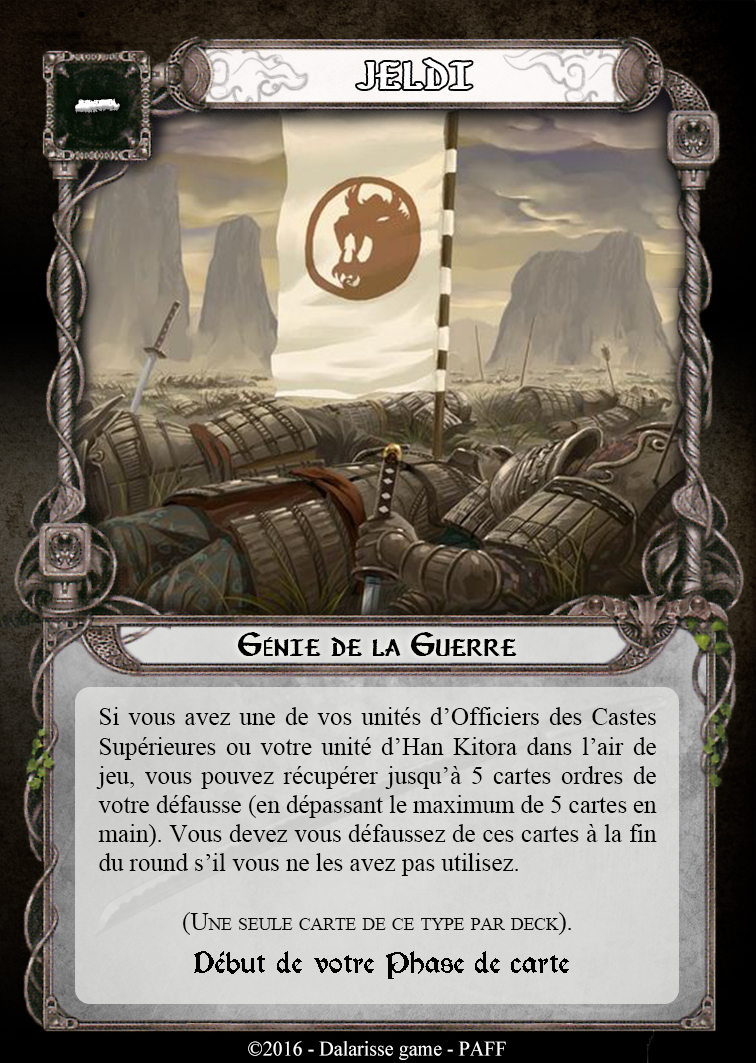 JELDI
Génie de la Guerre
Si vous avez une de vos unités d’Officiers des Castes
Supérieures ou votre unité d’Han Kitora dans l’air de
jeu, vous pouvez récupérer jusqu’à 5 cartes ordres de
votre défausse (en dépassant le maximum de 5 cartes en
main). Vous devez vous défaussez de ces cartes à la fin
du round s’il vous ne les avez pas utilisez.
(Une seule carte de ce type par deck).
Début de votre Phase de carte
©2016 - Dalarisse game - PAFF